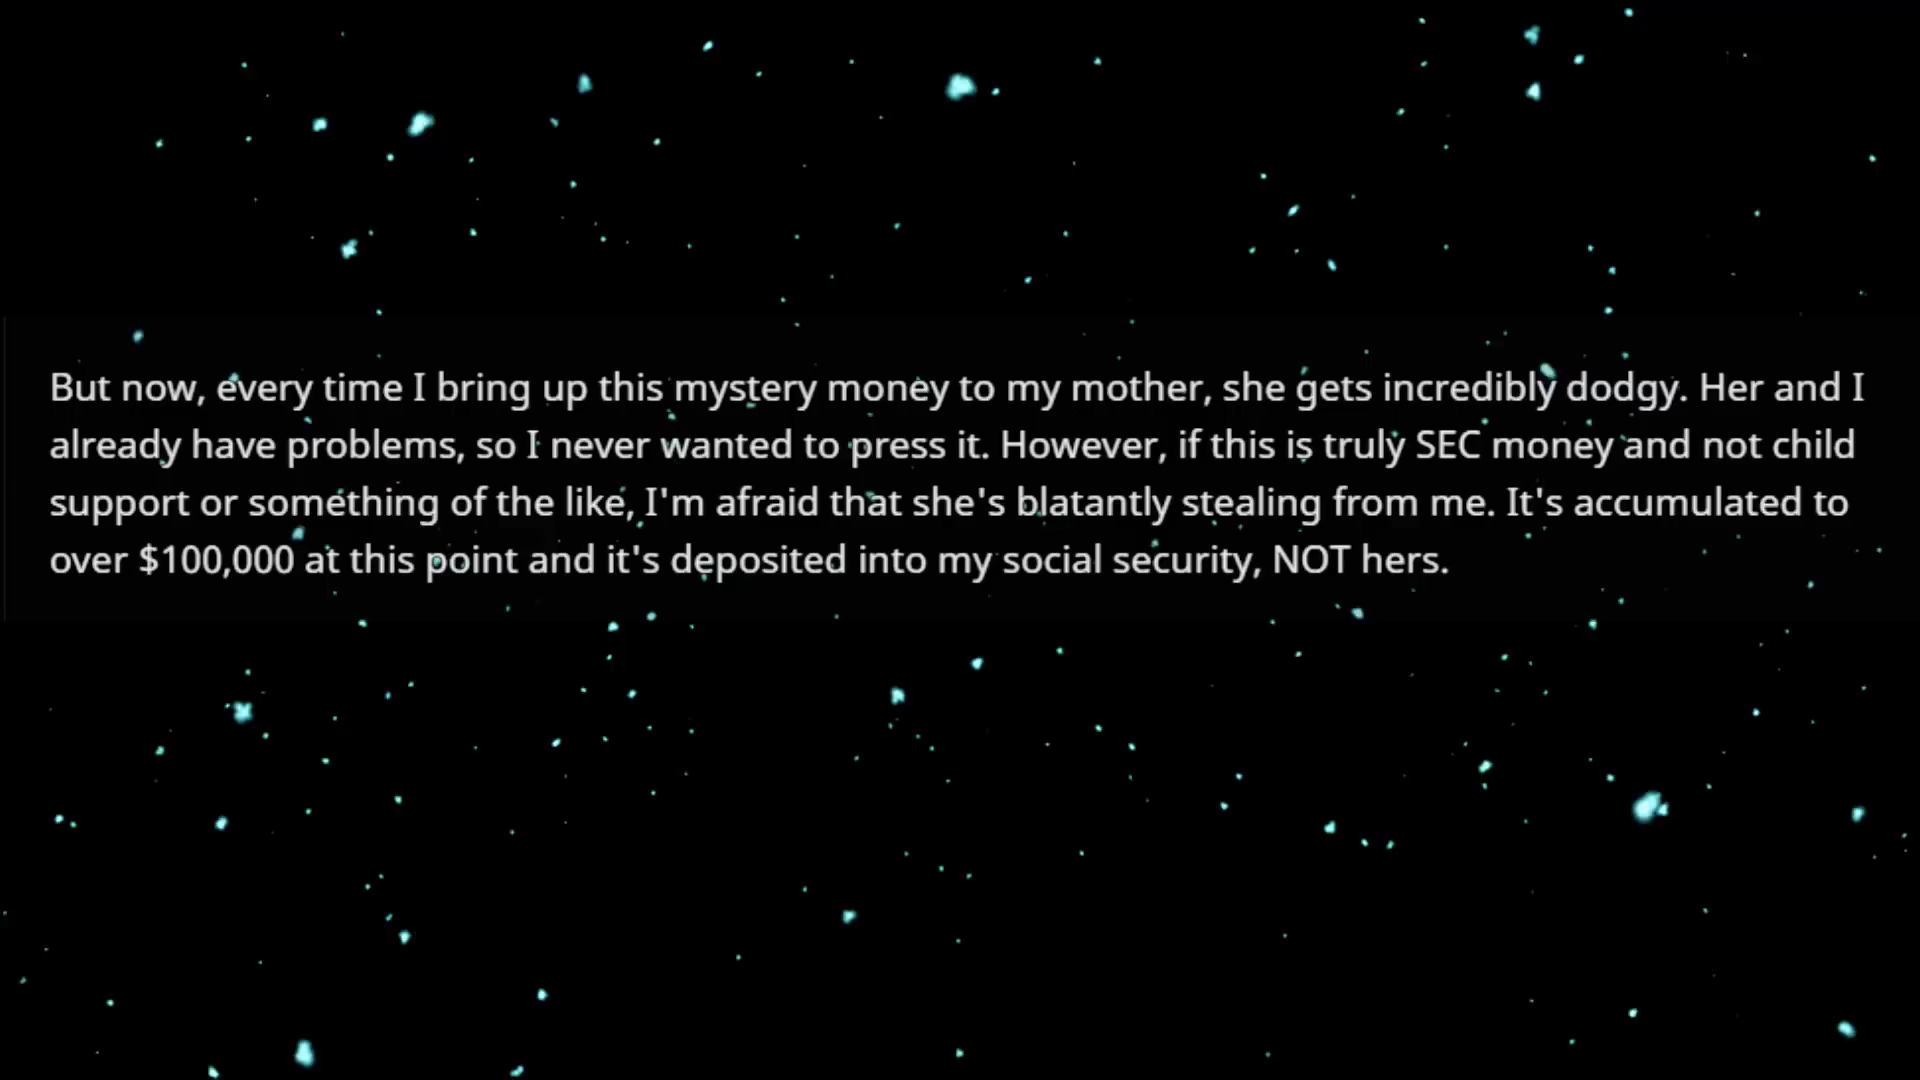 But now, every time I bring up this mystery money to my mother, she gets incredibly dodgy. Her and I
already have problems, so I never wanted to press it. However, if this is truly SEC money and not child
support or something of the like, I'm afraid that she's blatantly stealing from me. It's accumulated to
over $100,000 at this point and it's deposited into my social security, NOT hers.